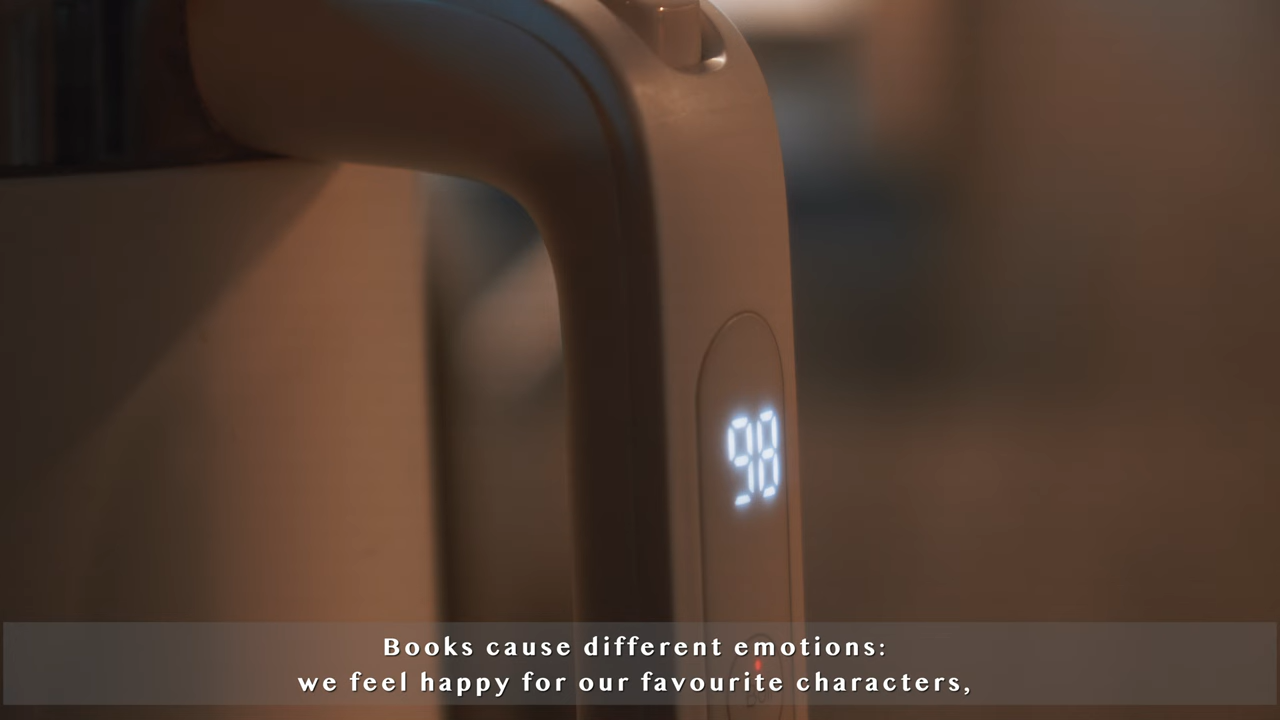 98
Books cause different emotions:
we feel happy for our favourite characters,